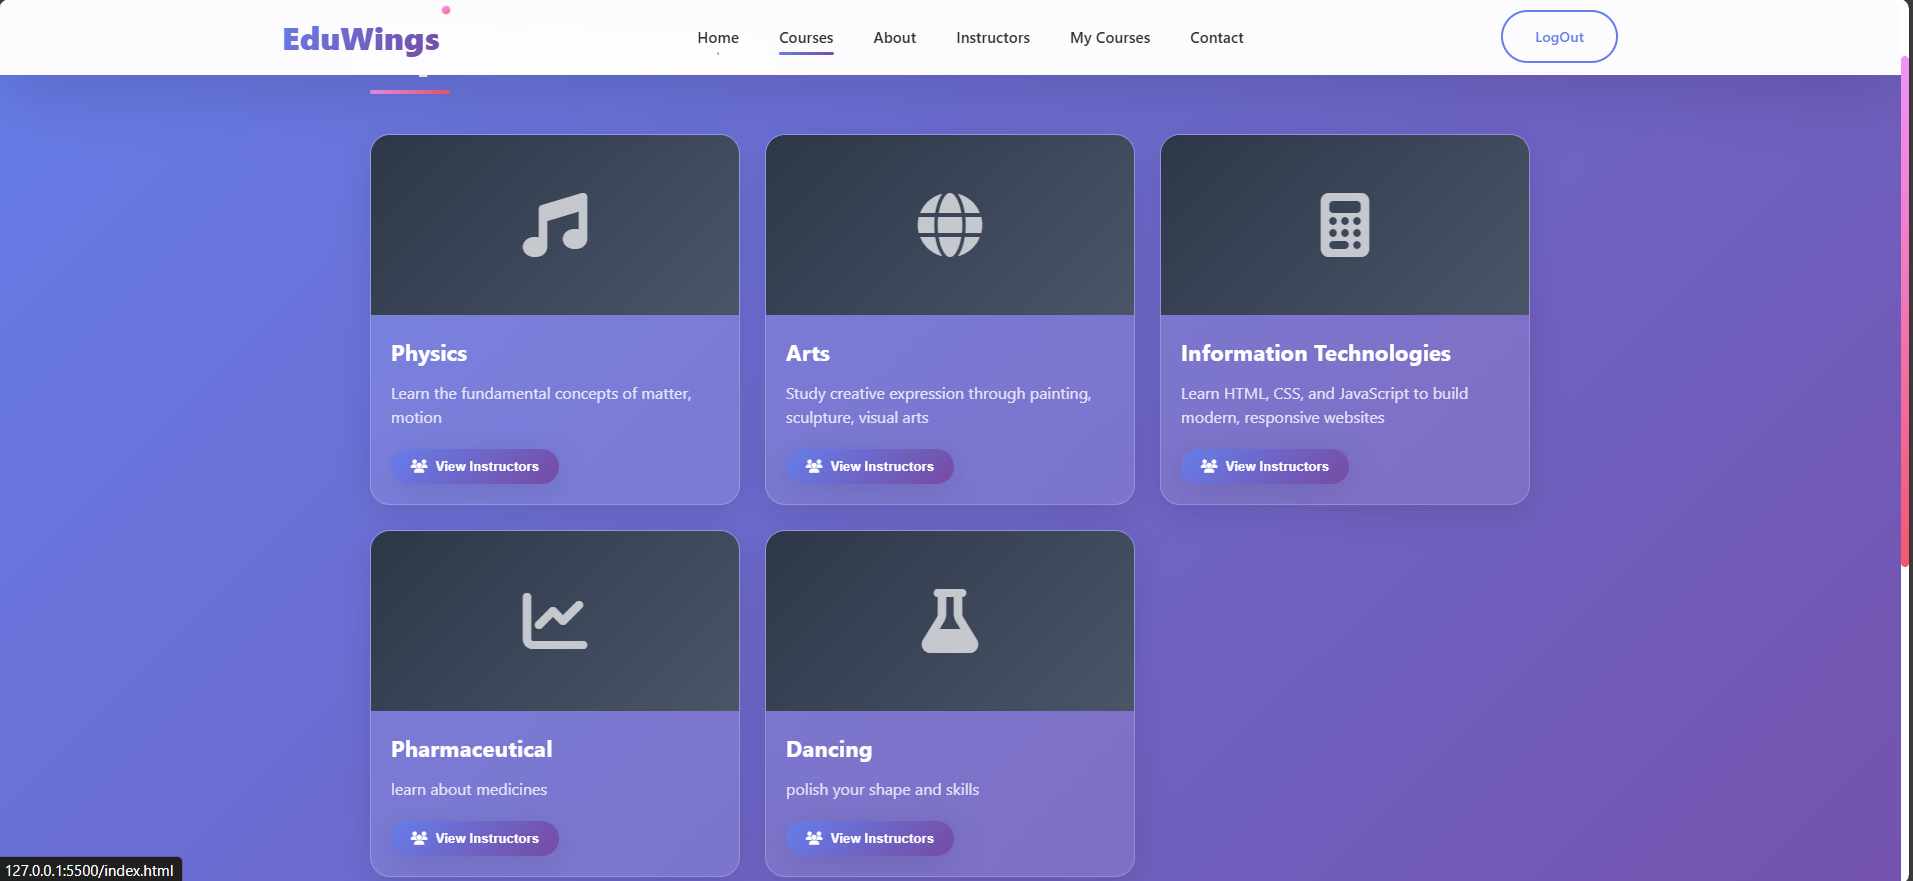 EduWings
Home
Courses
About
Instructors
My Courses
Contact
LogOut
Physics
Learn the fundamental concepts of matter,
motion
View Instructors
Arts
Study creative expression through painting,
sculpture, visual arts
View Instructors
Information Technologies
Learn HTML, CSS, and JavaScript to build
modern, responsive websites
View Instructors
Pharmaceutical
learn about medicines
View Instructors
Dancing
polish your shape and skills
View Instructors
127.0.0.1:5500/index.html